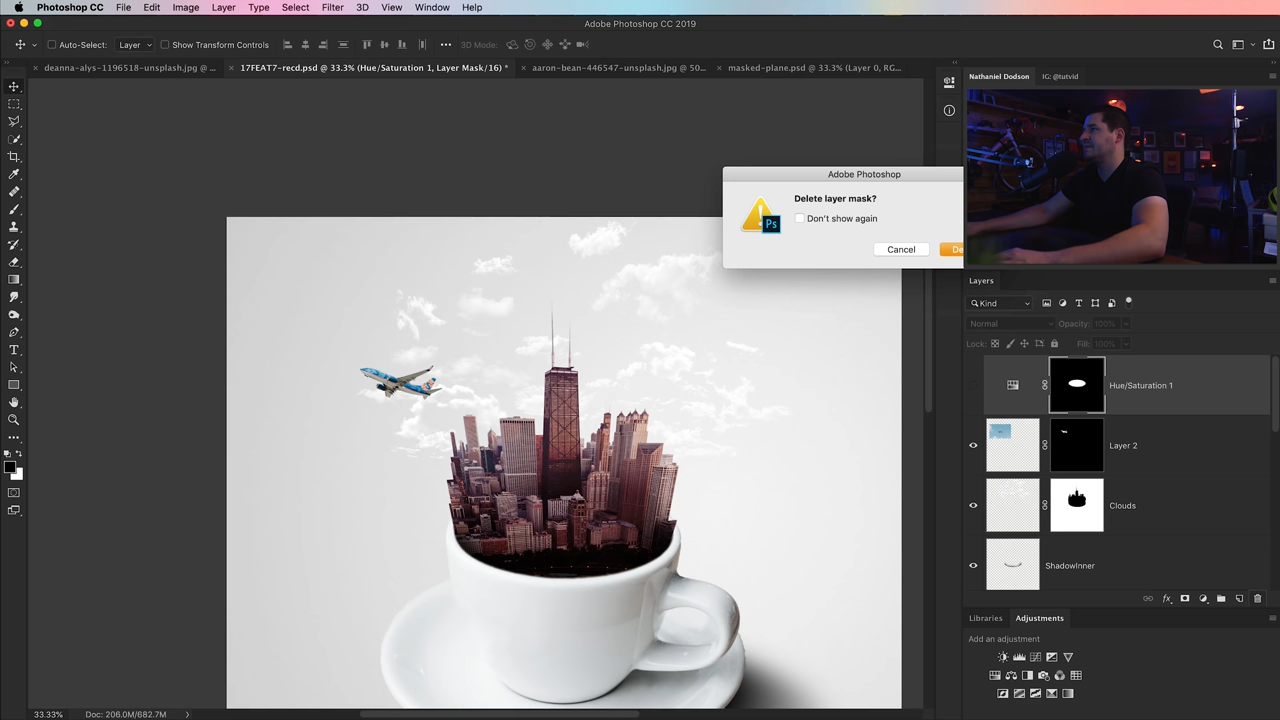 Photoshop CC File Edit Image Layer Type Select Filter 3D View Window Help
Adobe Photoshop CC 2019
Auto-Select: Layer Show Transform Controls 3D Mode:
deanna-alys-1196518-unsplash.jpg @ ...
17FEAT7-recd.psd @ 33.3% (Hue/Saturation 1, Layer Mask/16) *
aaron-bean-446547-unsplash.jpg @ 50...
masked-plane.psd @ 33.3% (Layer 0, RG...
Nathaniel Dodson IG: @tutvid
Adobe Photoshop
Delete layer mask?
Don't show again
Ps
Cancel De
Layers
Kind
Normal Opacity: 100%
Lock: Fill: 100%
Hue/Saturation 1
Layer 2
Clouds
ShadowInner
fx
Libraries Adjustments
Add an adjustment
33.33% Doc: 206.0M/682.7M